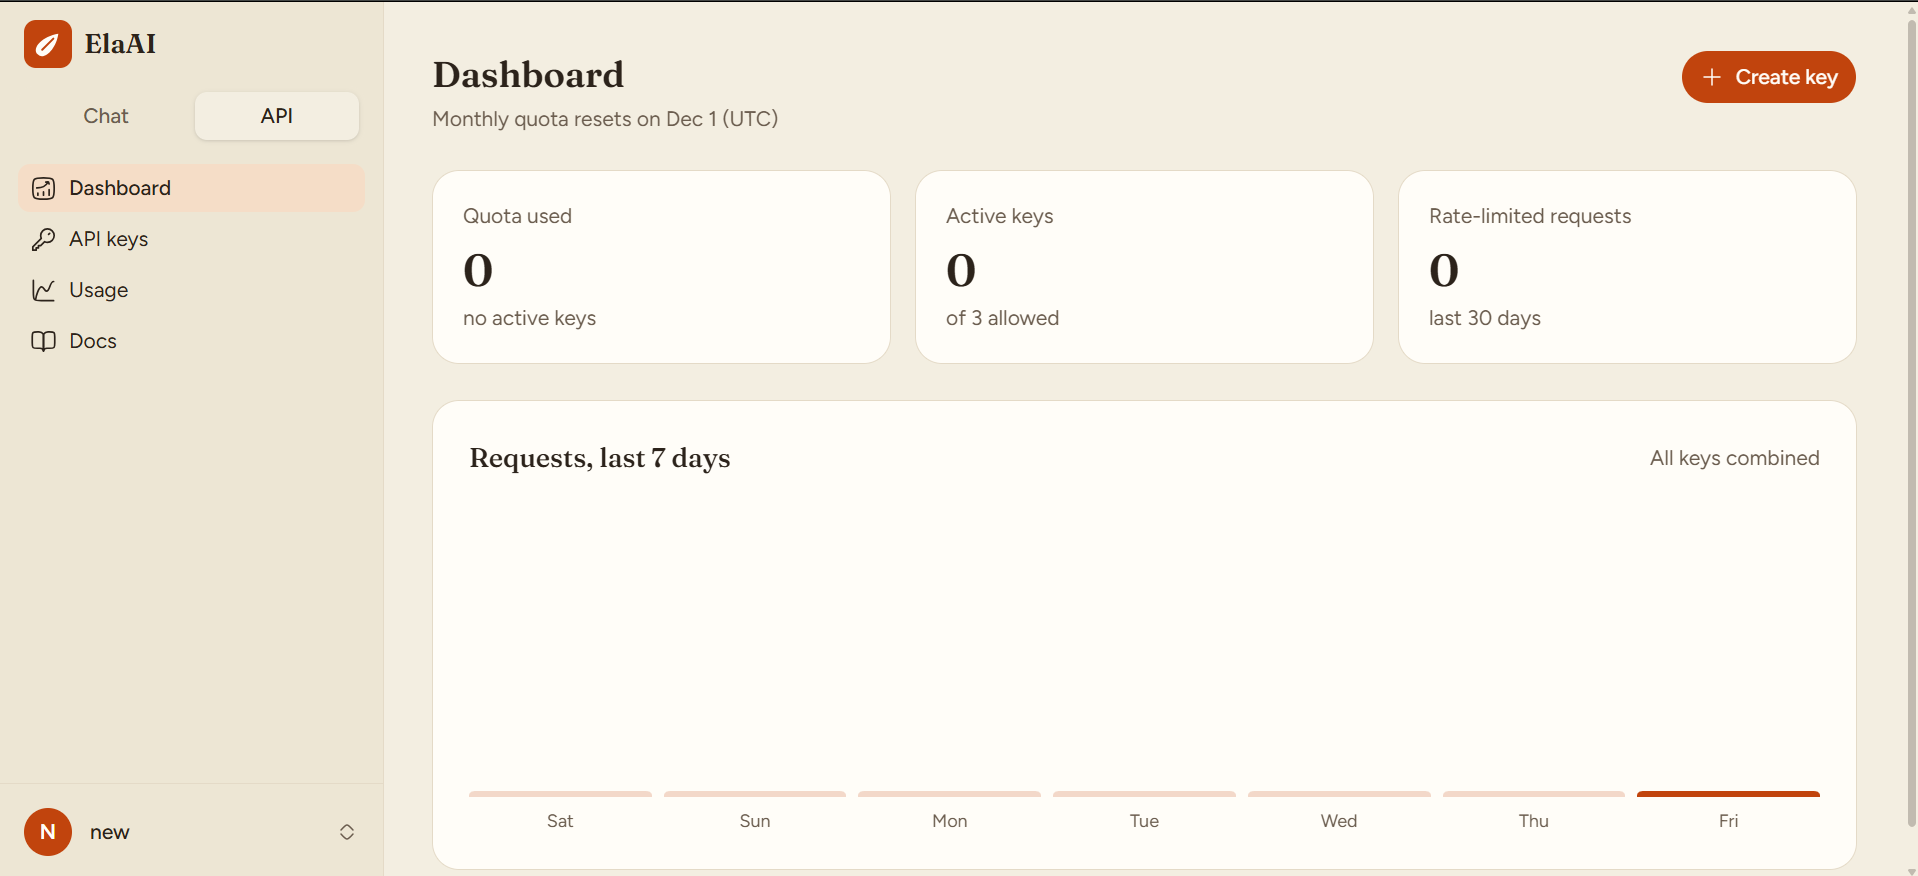 ElaAI
Chat
API
Dashboard
API keys
Usage
Docs
N
new
Dashboard
Monthly quota resets on Dec 1 (UTC)
Create key
Quota used
0
no active keys
Active keys
0
of 3 allowed
Rate-limited requests
0
last 30 days
Requests, last 7 days
All keys combined
Sat
Sun
Mon
Tue
Wed
Thu
Fri